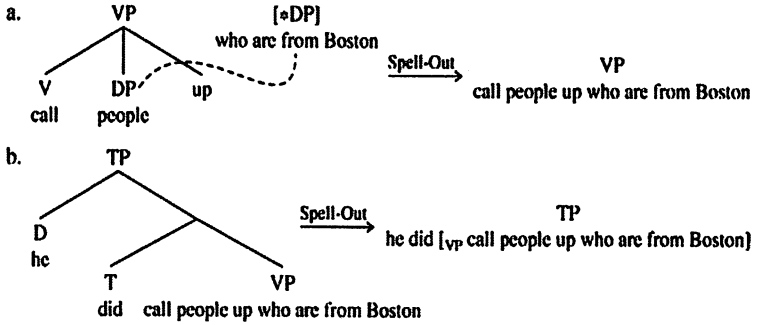 a.
VP
[*DP]
who are from Boston
V
DP
up
call
people
Spell-Out
VP
call people up who are from Boston
b.
TP
D
he
T
VP
did
call people up who are from Boston
Spell-Out
TP
he did [VP call people up who are from Boston]